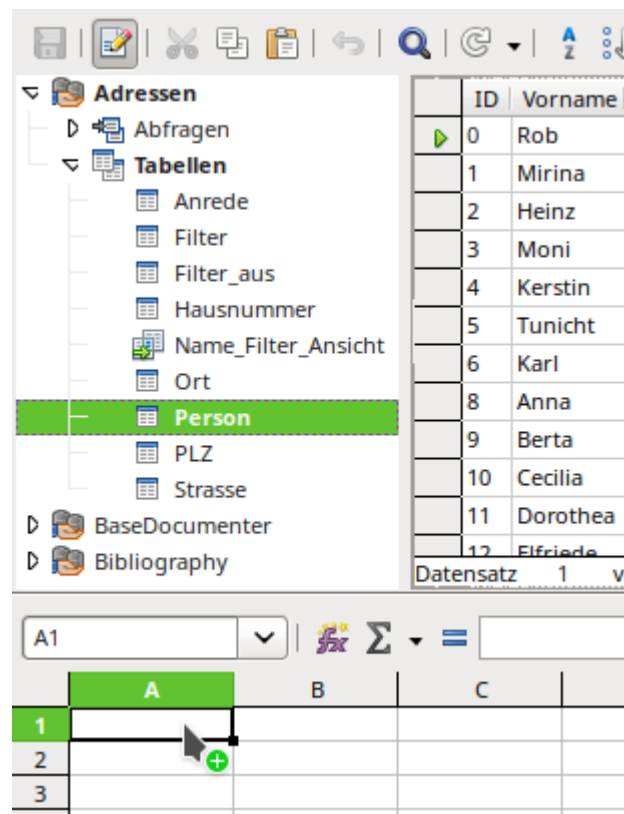 Adressen
Abfragen
Tabellen
Anrede
Filter
Filter_aus
Hausnummer
Name_Filter_Ansicht
Ort
Person
PLZ
Strasse
BaseDocumenter
Bibliography
ID Vorname
0 Rob
1 Mirina
2 Heinz
3 Moni
4 Kerstin
5 Tunicht
6 Karl
8 Anna
9 Berta
10 Cecilia
11 Dorothea
12 Elfriede
Datensatz 1 v
A1
A B C
1
2
3